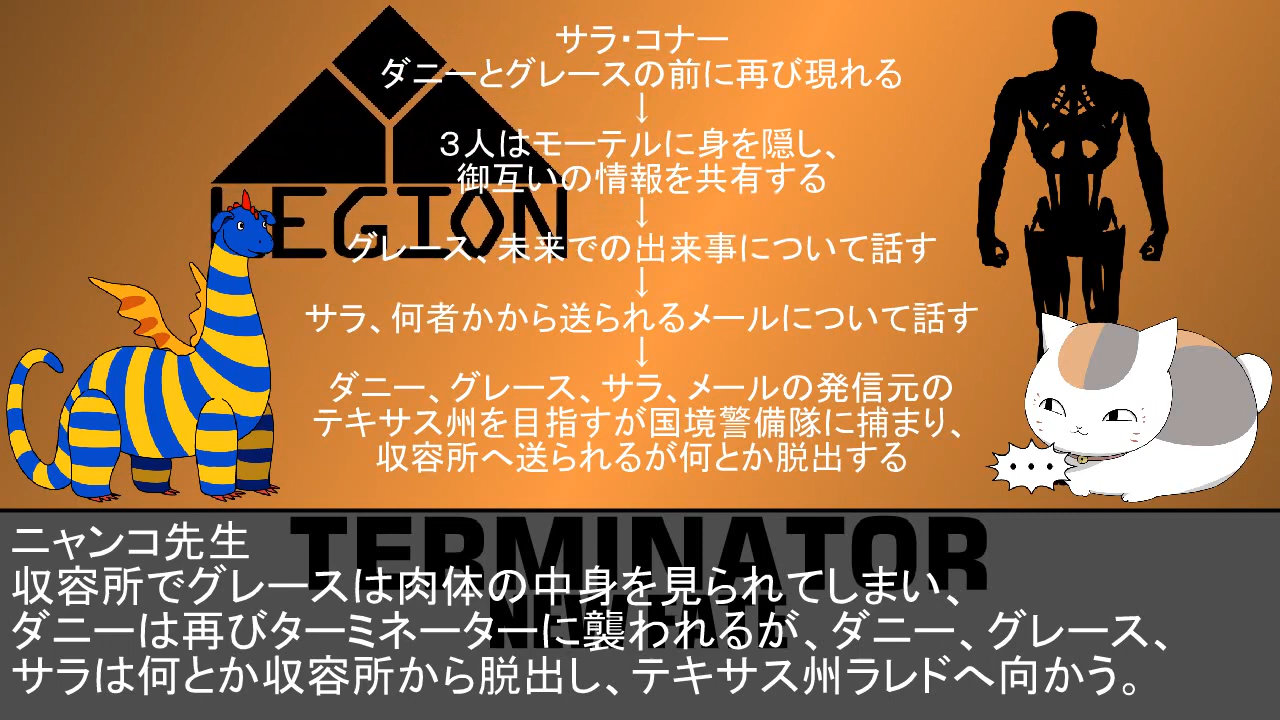 サラ・コナー
ダニーとグレースの前に再び現れる
↓
３人はモーテルに身を隠し、
御互いの情報を共有する
↓
グレース、未来での出来事について話す
↓
サラ、何者かから送られるメールについて話す
↓
ダニー、グレース、サラ、メールの発信元の
テキサス州を目指すが国境警備隊に捕まり、
収容所へ送られるが何とか脱出する
LEGION
...
TERMINATOR
NEW FATE
ニャンコ先生
収容所でグレースは肉体の中身を見られてしまい、
ダニーは再びターミネーターに襲われるが、ダニー、グレース、
サラは何とか収容所から脱出し、テキサス州ラレドへ向かう。